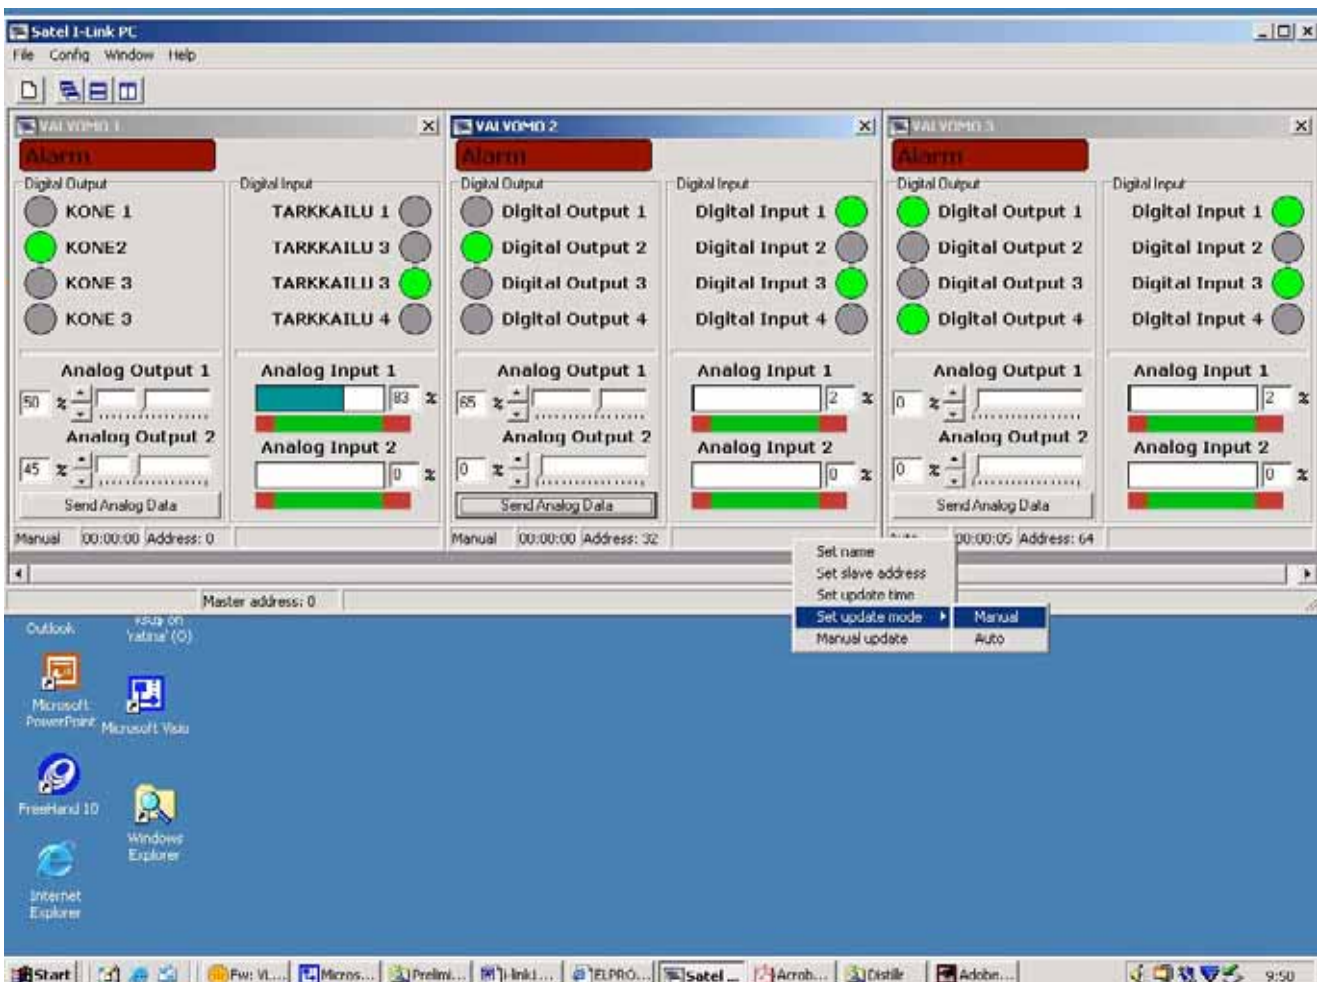 Satel I-Link PC
File Config Window Help
VALVOMO 1
VALVOMO 2
VALVOMO 3
Alarm
Alarm
Alarm
Digital Output
Digital Input
Digital Output
Digital Input
Digital Output
Digital Input
KONE 1
TARKKAILU 1
Digital Output 1
Digital Input 1
Digital Output 1
Digital Input 1
KONE2
TARKKAILU 3
Digital Output 2
Digital Input 2
Digital Output 2
Digital Input 2
KONE 3
TARKKAILU 3
Digital Output 3
Digital Input 3
Digital Output 3
Digital Input 3
KONE 3
TARKKAILU 4
Digital Output 4
Digital Input 4
Digital Output 4
Digital Input 4
Analog Output 1
Analog Input 1
Analog Output 1
Analog Input 1
Analog Output 1
Analog Input 1
50 %
83 %
65 %
2 %
0 %
2 %
Analog Output 2
Analog Input 2
Analog Output 2
Analog Input 2
Analog Output 2
Analog Input 2
45 %
0 %
0 %
0 %
0 %
0 %
Send Analog Data
Send Analog Data
Send Analog Data
Manual 00:00:00 Address: 0
Manual 00:00:00 Address: 32
00:00:05 Address: 64
Set name
Set slave address
Set update time
Set update mode
Manual update
Manual
Auto
Master address: 0
Outlook
'ratina' (O)
Microsoft
PowerPoint
Microsoft Visio
FreeHand 10
Windows
Explorer
Internet
Explorer
Start
Fw: VL...
Micros...
Prelimi...
I-link1...
ELPRO...
Satel ...
Acrob...
Distille
Adobe...
9:50